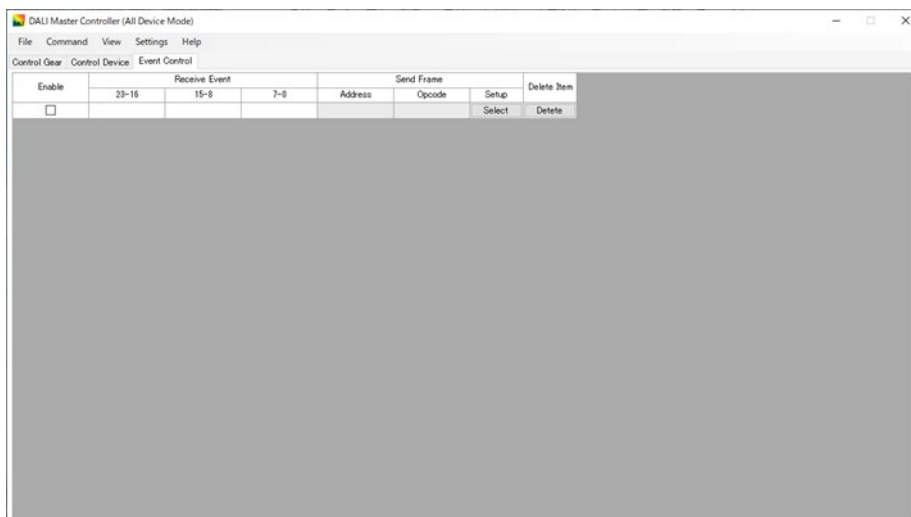 DALI Master Controller (All Device Mode)
File Command View Settings Help
Control Gear Control Device Event Control
Enable Receive Event Send Frame Delete Item
23-16 15-8 7-0 Address Opcode Setup
Select Detete